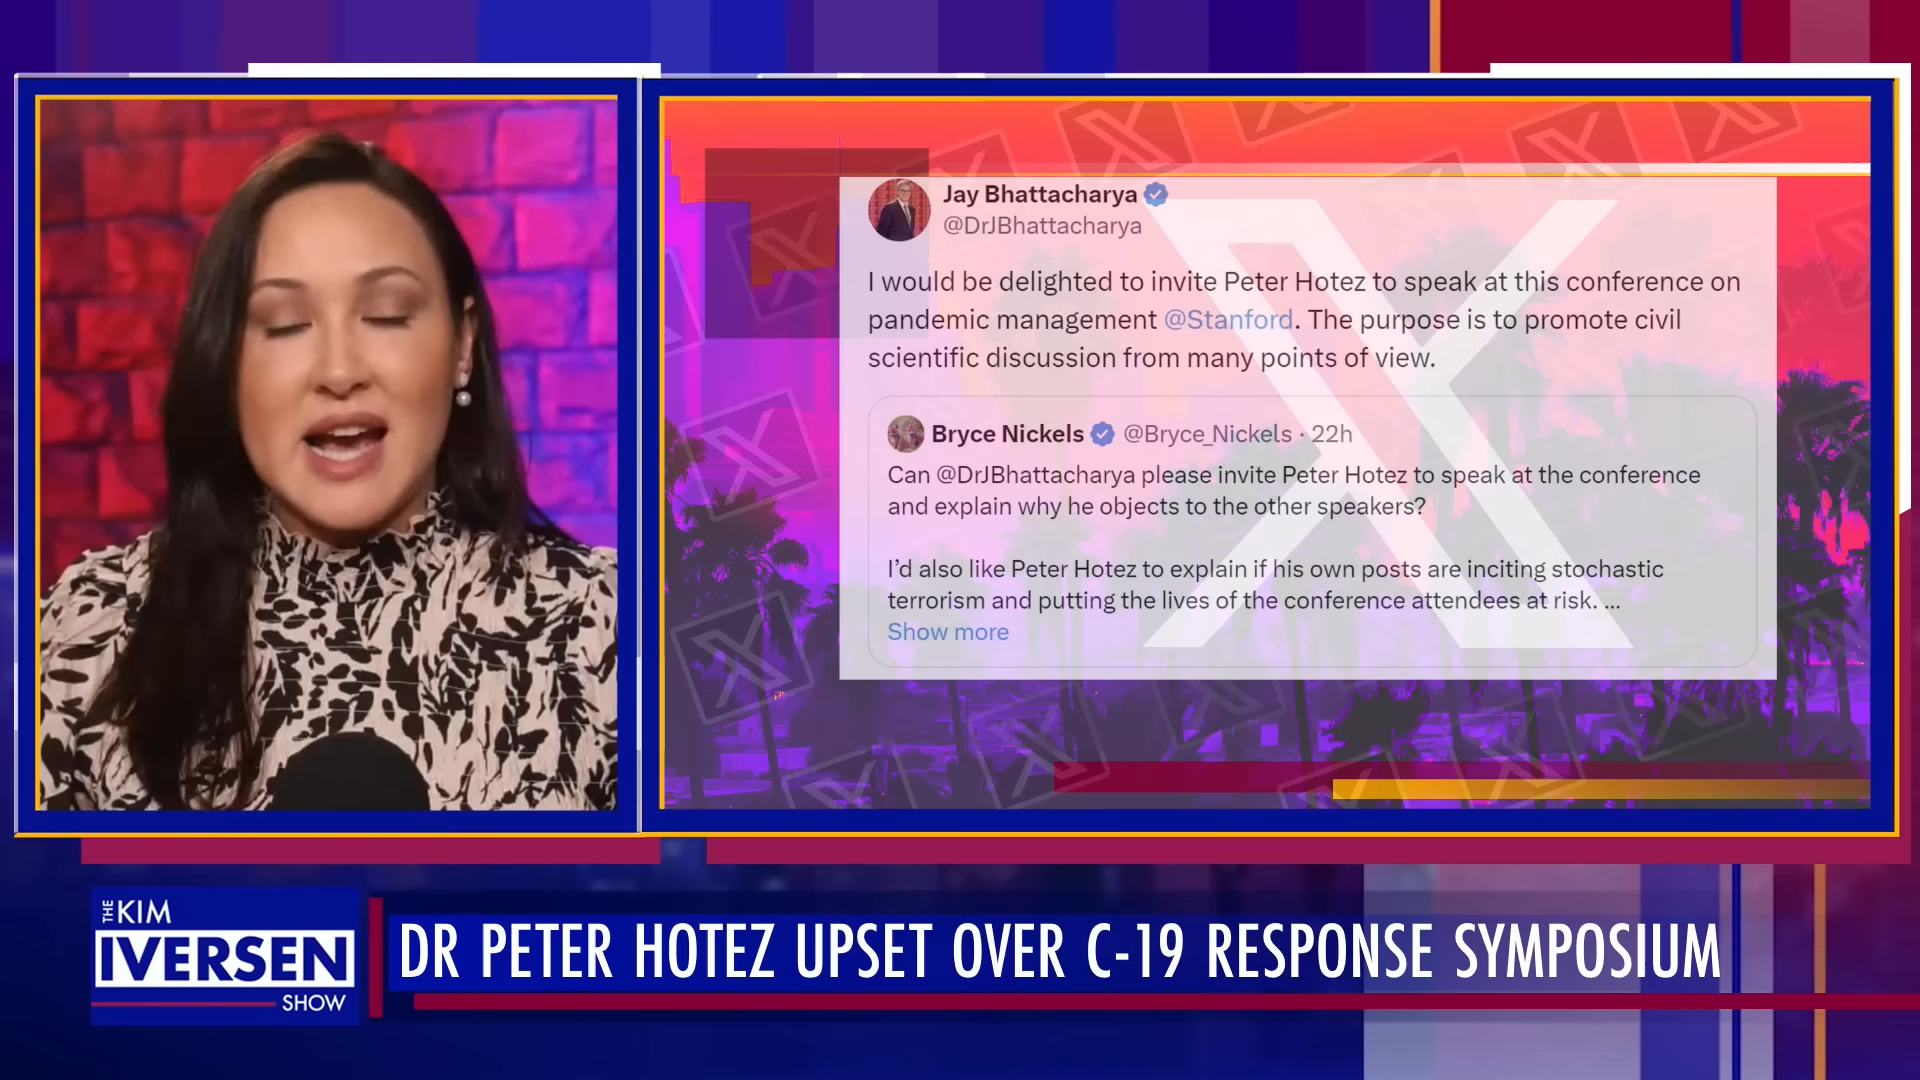 Jay Bhattacharya
@DrJBhattacharya
I would be delighted to invite Peter Hotez to speak at this conference on
pandemic management @Stanford. The purpose is to promote civil
scientific discussion from many points of view.
Bryce Nickels @Bryce_Nickels · 22h
Can @DrJBhattacharya please invite Peter Hotez to speak at the conference
and explain why he objects to the other speakers?
I'd also like Peter Hotez to explain if his own posts are inciting stochastic
terrorism and putting the lives of the conference attendees at risk. ...
Show more
THE KIM
IVERSEN
SHOW
DR PETER HOTEZ UPSET OVER C-19 RESPONSE SYMPOSIUM